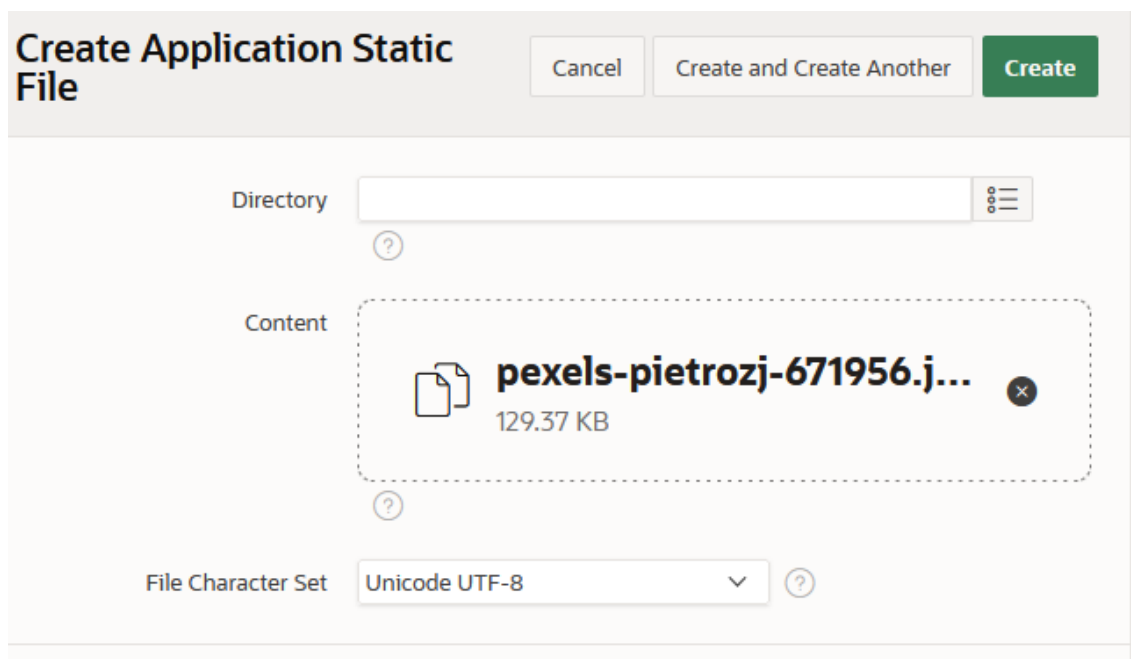 Create Application Static
File
Cancel
Create and Create Another
Create
Directory
?
Content
pexels-pietrozj-671956.j...
129.37 KB
?
File Character Set
Unicode UTF-8
?